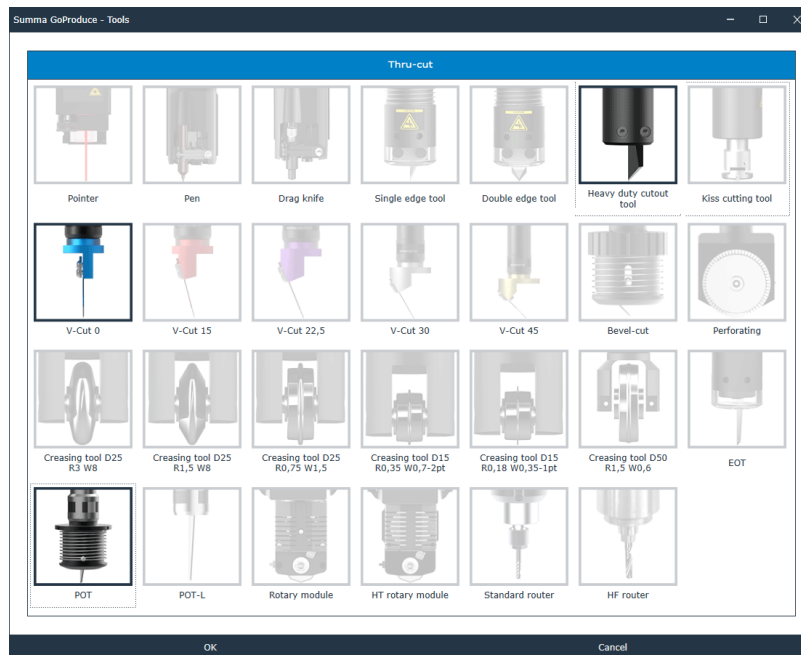 Summa GoProduce - Tools
Thru-cut
Pointer
Pen
Drag knife
Single edge tool
Double edge tool
Heavy duty cutout
tool
Kiss cutting tool
V-Cut 0
V-Cut 15
V-Cut 22,5
V-Cut 30
V-Cut 45
Bevel-cut
Perforating
Creasing tool D25
R3 W8
Creasing tool D25
R1,5 W8
Creasing tool D25
R0,75 W1,5
Creasing tool D15
R0,35 W0,7-2pt
Creasing tool D15
R0,18 W0,35-1pt
Creasing tool D50
R1,5 W0,6
EOT
POT
POT-L
Rotary module
HT rotary module
Standard router
HF router
OK
Cancel